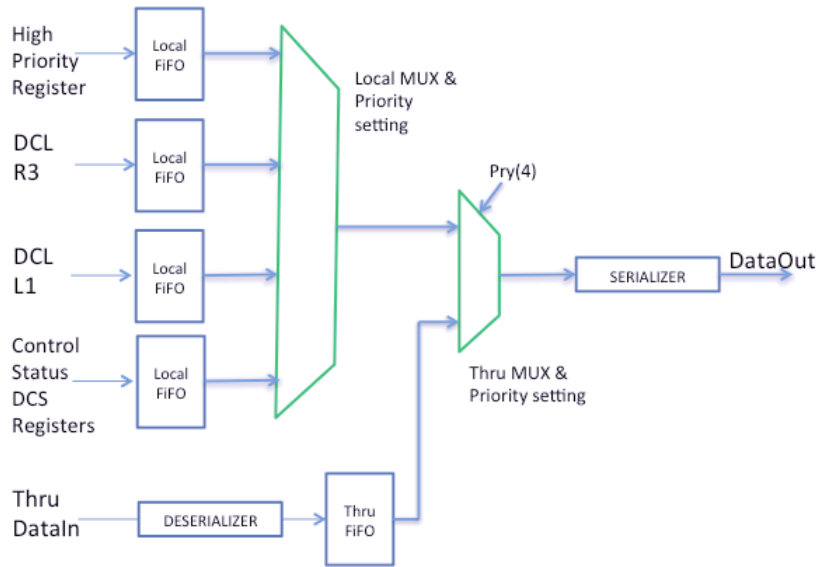 High
Priority
Register
Local
FiFO
Local MUX &
Priority
setting
DCL
R3
Local
FiFO
Pry(4)
DCL
L1
Local
FiFO
SERIALIZER
DataOut
Control
Status
DCS
Registers
Local
FiFO
Thru MUX &
Priority setting
Thru
DataIn
DESERIALIZER
Thru
FiFO